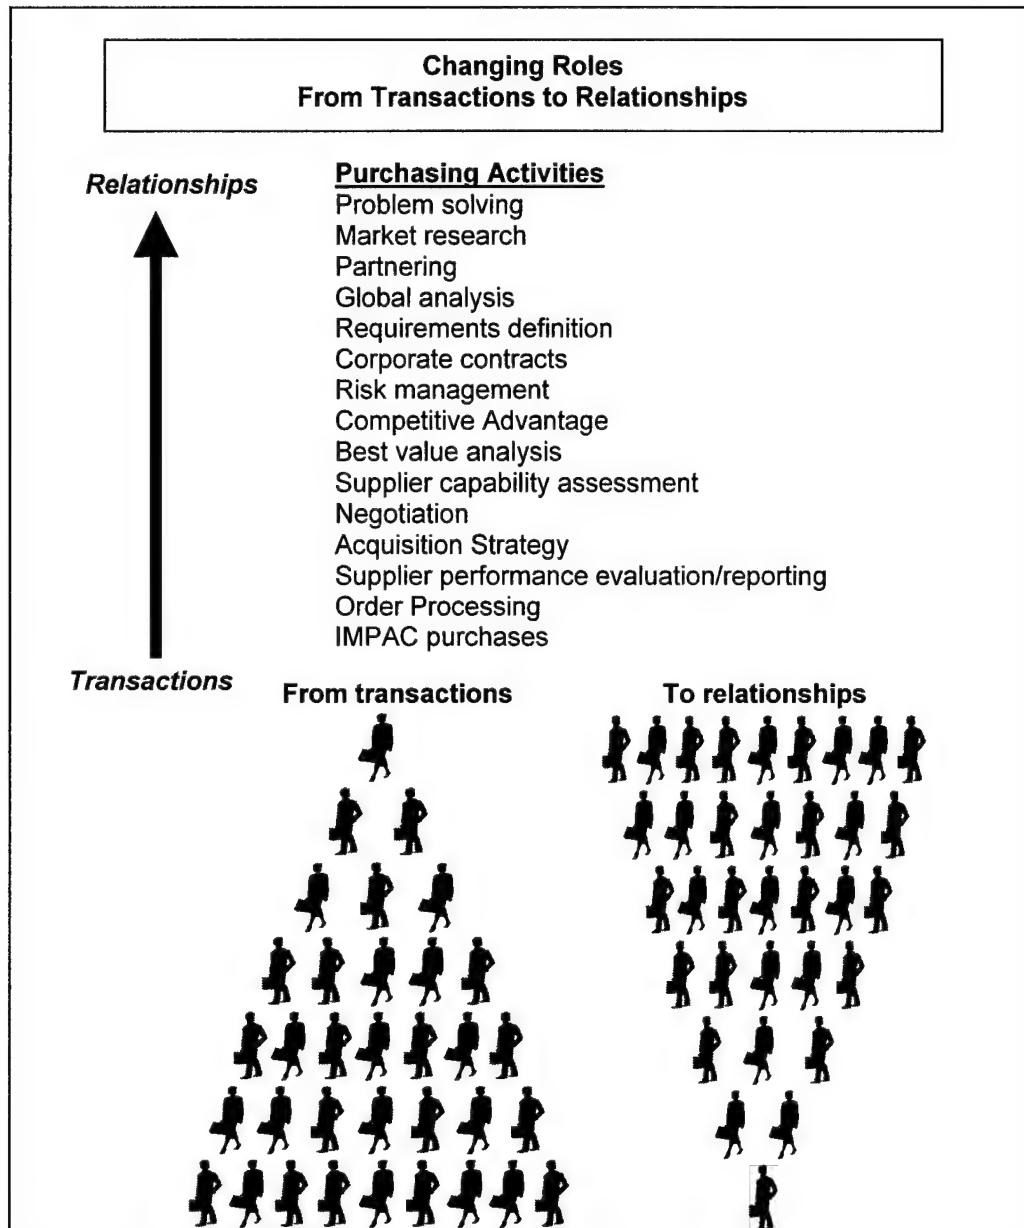 Changing Roles
From Transactions to Relationships
Relationships
Purchasing Activities
Problem solving
Market research
Partnering
Global analysis
Requirements definition
Corporate contracts
Risk management
Competitive Advantage
Best value analysis
Supplier capability assessment
Negotiation
Acquisition Strategy
Supplier performance evaluation/reporting
Order Processing
IMPAC purchases
Transactions
From transactions
To relationships